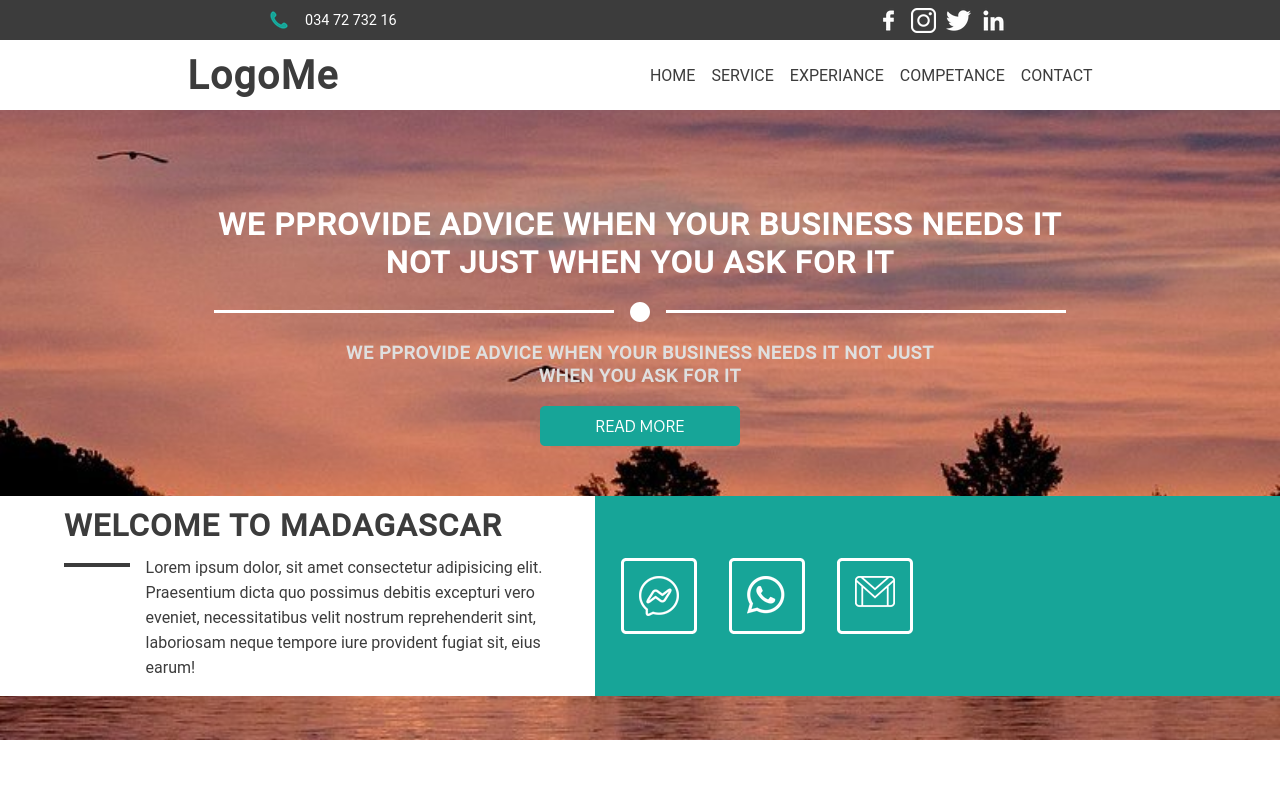 034 72 732 16
LogoMe
HOME SERVICE EXPERIANCE COMPETANCE CONTACT
WE PPROVIDE ADVICE WHEN YOUR BUSINESS NEEDS IT
NOT JUST WHEN YOU ASK FOR IT
WE PPROVIDE ADVICE WHEN YOUR BUSINESS NEEDS IT NOT JUST
WHEN YOU ASK FOR IT
READ MORE
WELCOME TO MADAGASCAR
Lorem ipsum dolor, sit amet consectetur adipisicing elit.
Praesentium dicta quo possimus debitis excepturi vero
eveniet, necessitatibus velit nostrum reprehenderit sint,
laboriosam neque tempore iure provident fugiat sit, eius
earum!